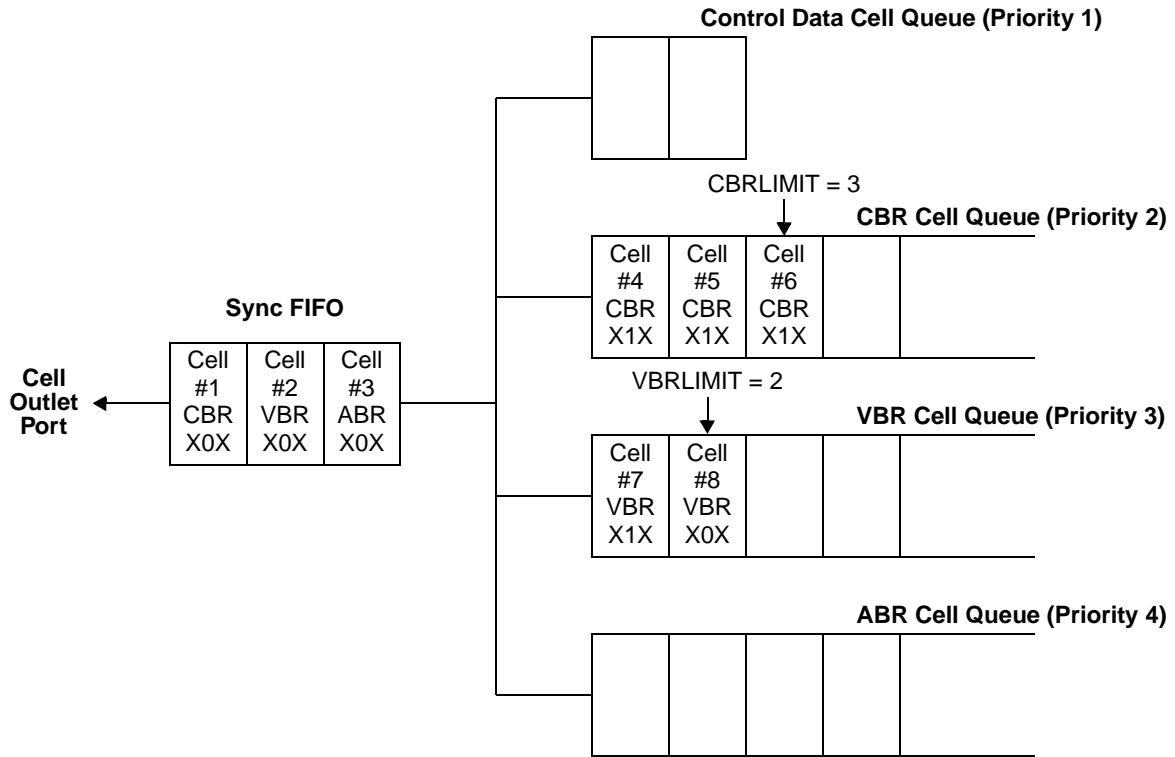 Control Data Cell Queue (Priority 1)
CBRLIMIT = 3
CBR Cell Queue (Priority 2)
Cell
#4
CBR
X1X
Cell
#5
CBR
X1X
Cell
#6
CBR
X1X
Sync FIFO
Cell
Outlet
Port
Cell
#1
CBR
X0X
Cell
#2
VBR
X0X
Cell
#3
ABR
X0X
VBRLIMIT = 2
VBR Cell Queue (Priority 3)
Cell
#7
VBR
X1X
Cell
#8
VBR
X0X
ABR Cell Queue (Priority 4)